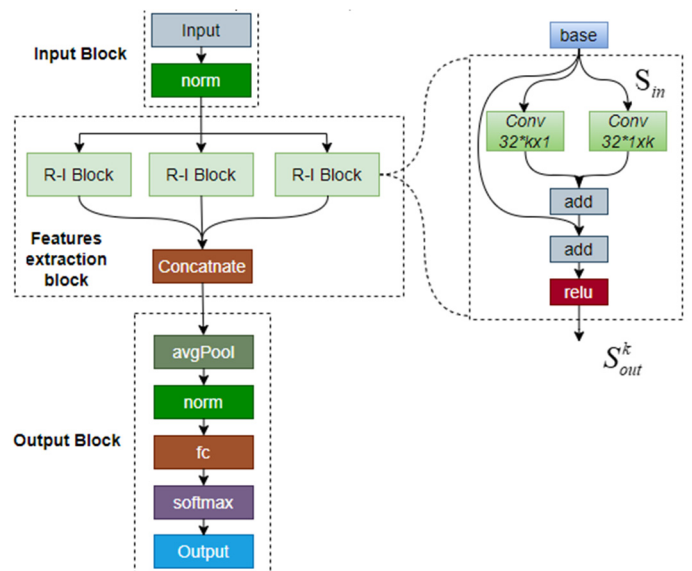 Input Block
Input
norm
R-I Block
R-I Block
R-I Block
Features
extraction
block
Concatnate
Output Block
avgPool
norm
fc
softmax
Output
base
S_in
Conv
32*kx1
Conv
32*1xk
add
add
relu
S^k_out